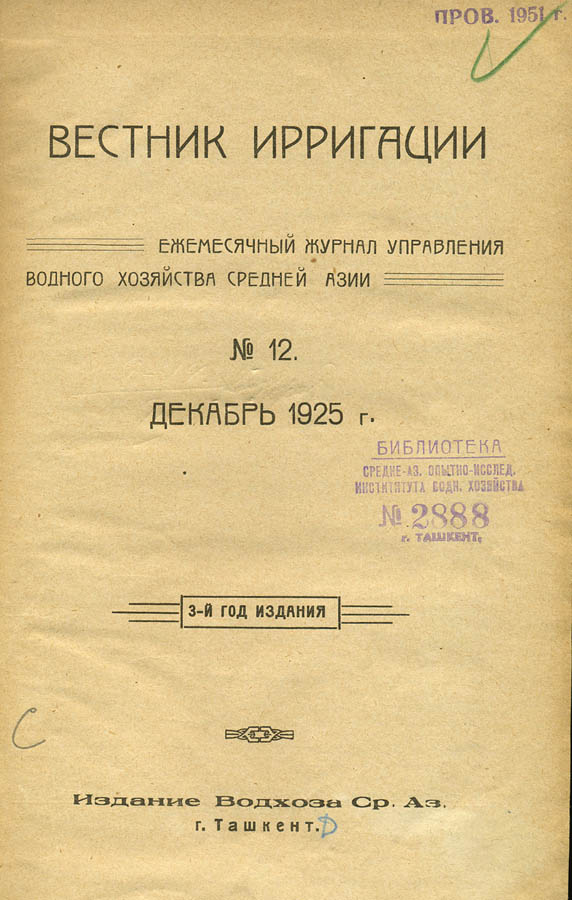 ПРОВ. 1951 г.
ВЕСТНИК ИРРИГАЦИИ
ЕЖЕМЕСЯЧНЫЙ ЖУРНАЛ УПРАВЛЕНИЯ
ВОДНОГО ХОЗЯЙСТВА СРЕДНЕЙ АЗИИ
№ 12.
ДЕКАБРЬ 1925 г.
БИБЛИОТЕКА
СРЕДНЕ-АЗ. ОПЫТНО-ИССЛЕД.
ИНСТИТУТА ВОДН. ХОЗЯЙСТВА
№ 2888
г. ТАШКЕНТ.
3-Й ГОД ИЗДАНИЯ
С
Издание Водхоза Ср. Аз.
г. Ташкент.